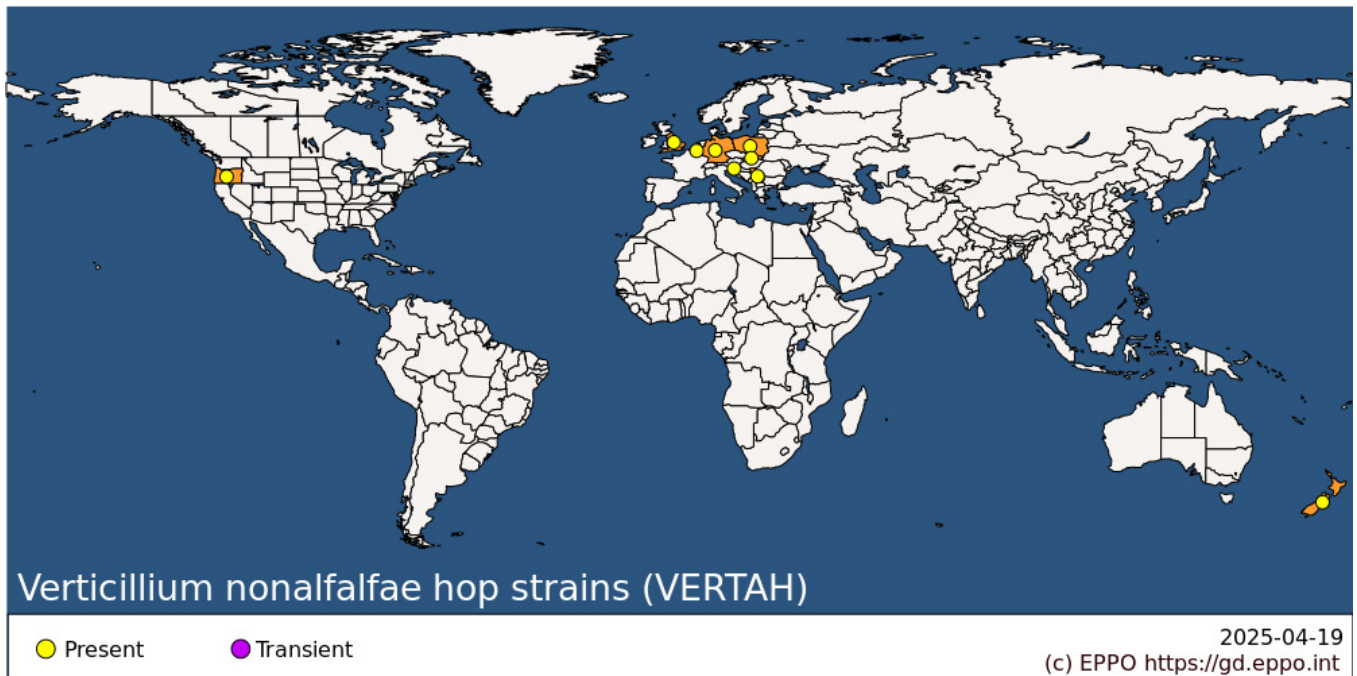 Verticillium nonalfalfae hop strains (VERTAH)
Present
Transient
2025-04-19
(c) EPPO https://gd.eppo.int